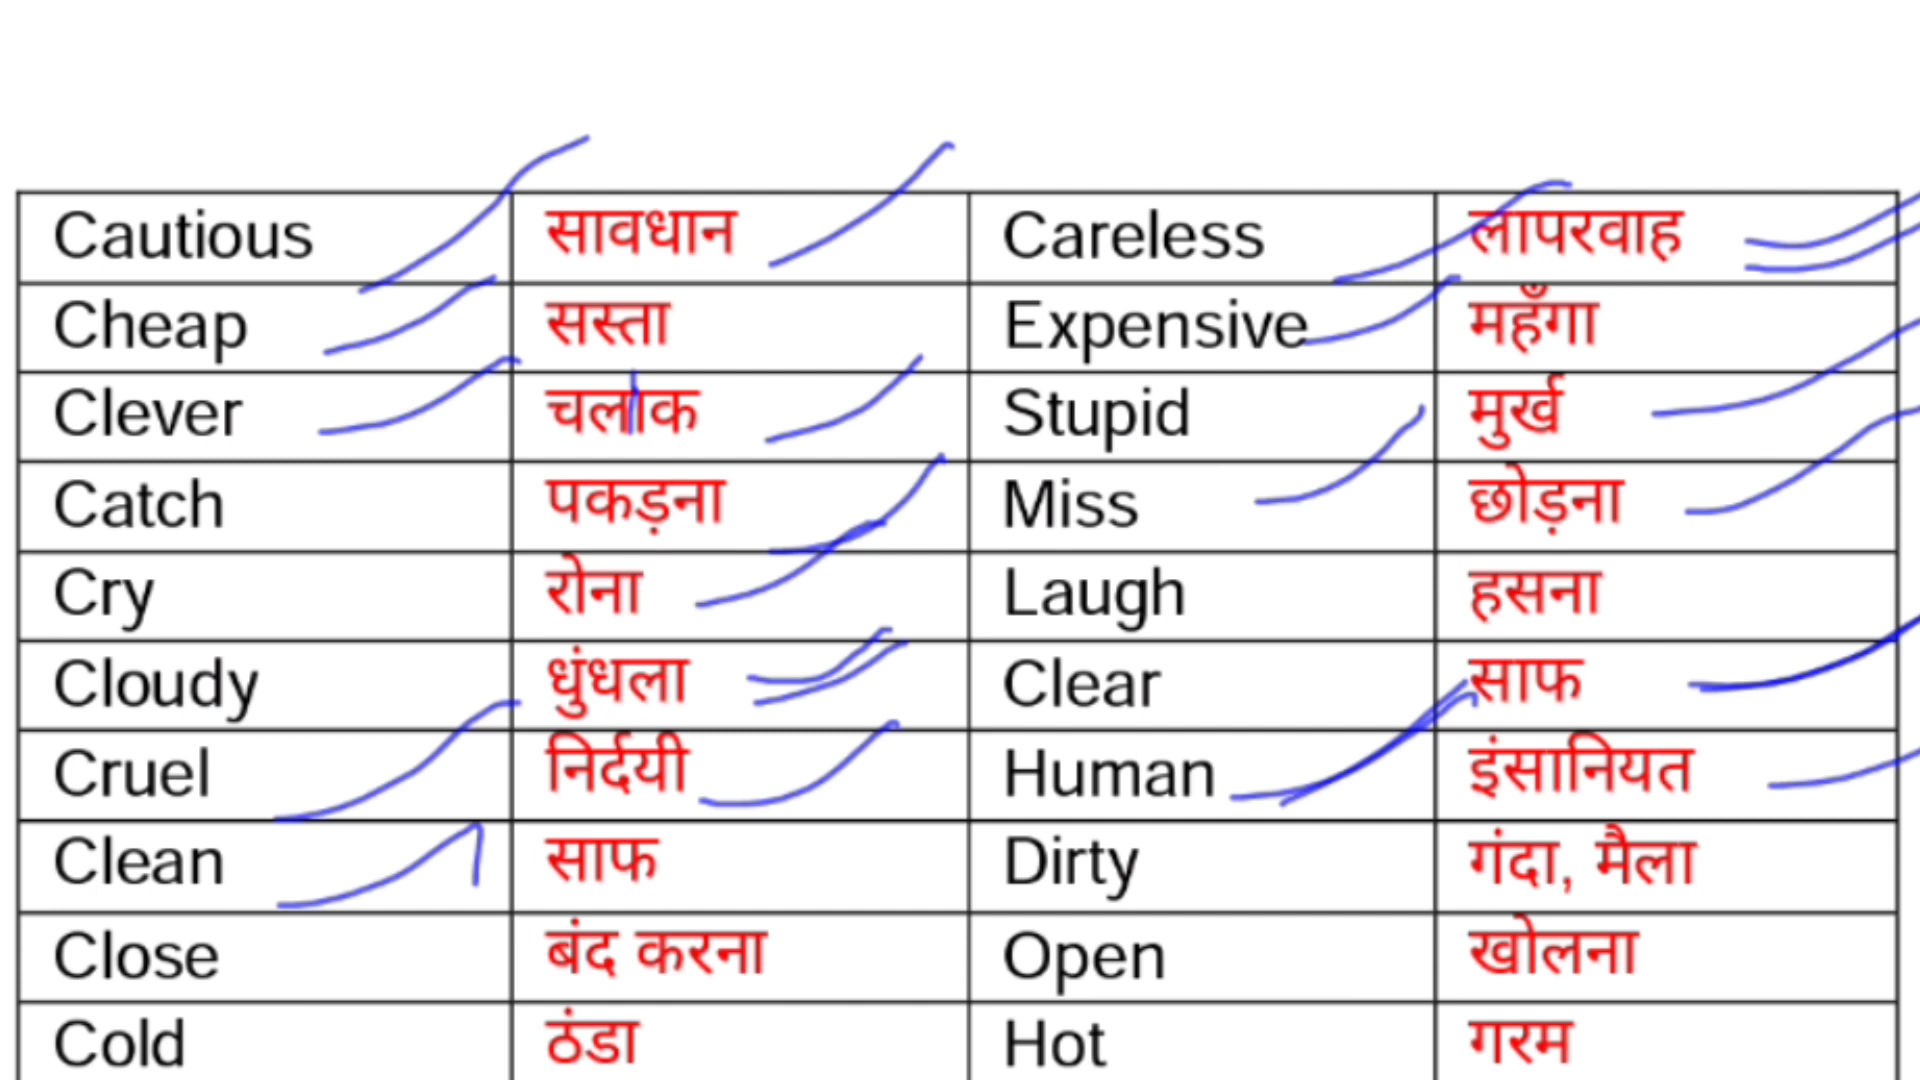 Cautious सावधान Careless लापरवाह
Cheap सस्ता Expensive महँगा
Clever चलाक Stupid मुर्ख
Catch पकड़ना Miss छोड़ना
Cry रोना Laugh हसना
Cloudy धुंधला Clear साफ
Cruel निर्दयी Human इंसानियत
Clean साफ Dirty गंदा, मैला
Close बंद करना Open खोलना
Cold ठंडा Hot गरम